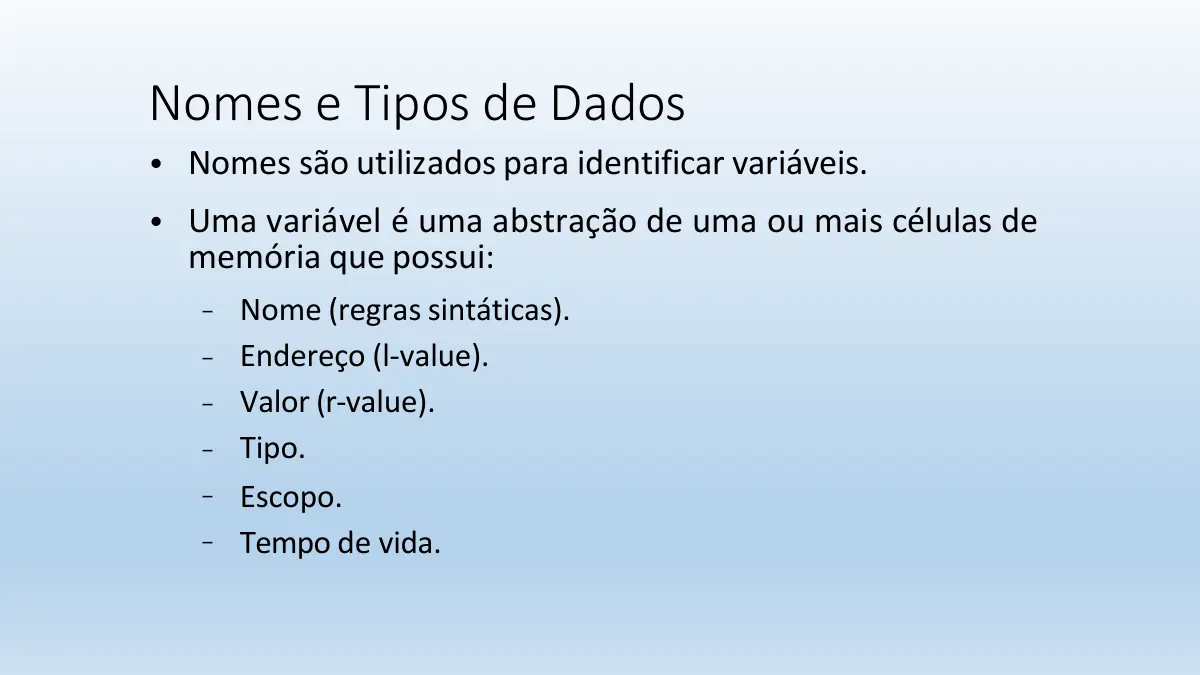 Nomes e Tipos de Dados
• Nomes são utilizados para identificar variáveis.
• Uma variável é uma abstração de uma ou mais células de
memória que possui:
– Nome (regras sintáticas).
– Endereço (l-value).
– Valor (r-value).
– Tipo.
– Escopo.
– Tempo de vida.